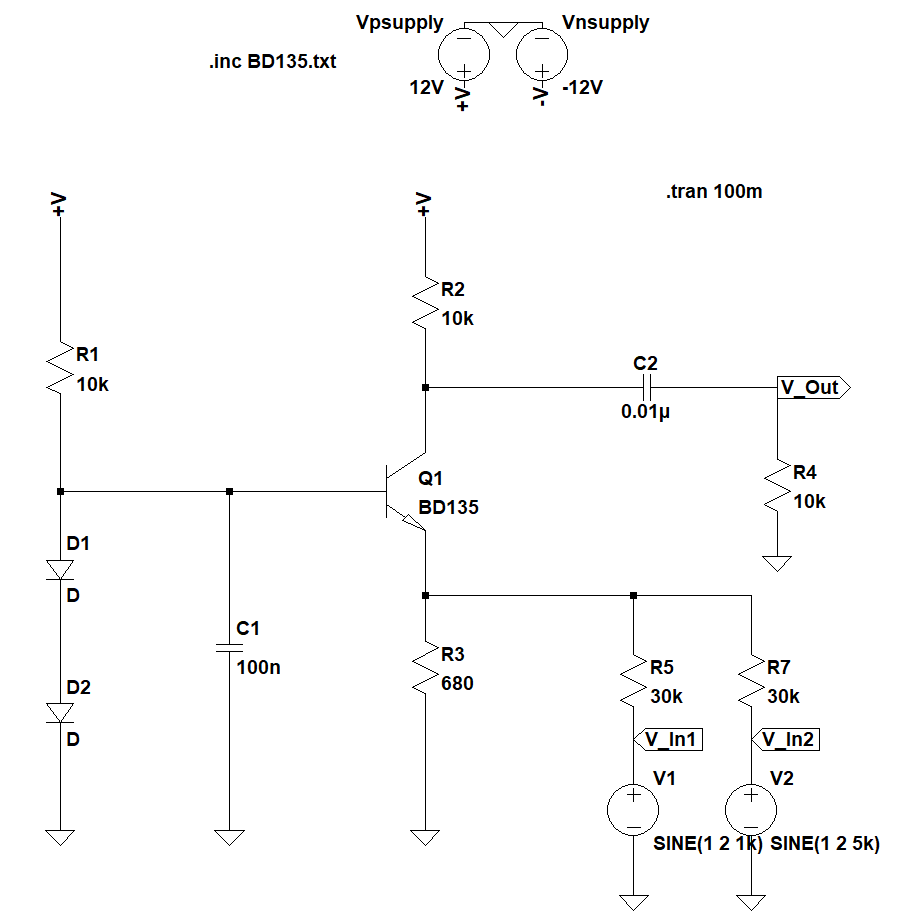 Vpsupply
Vnsupply
.inc BD135.txt
12V
+V
-V
-12V
.tran 100m
+V
+V
R2
10k
R1
10k
C2
0.01µ
V_Out
R4
10k
Q1
BD135
D1
D
C1
100n
R3
680
R5
30k
R7
30k
D2
D
V_In1
V_In2
V1
SINE(1 2 1k)
V2
SINE(1 2 5k)